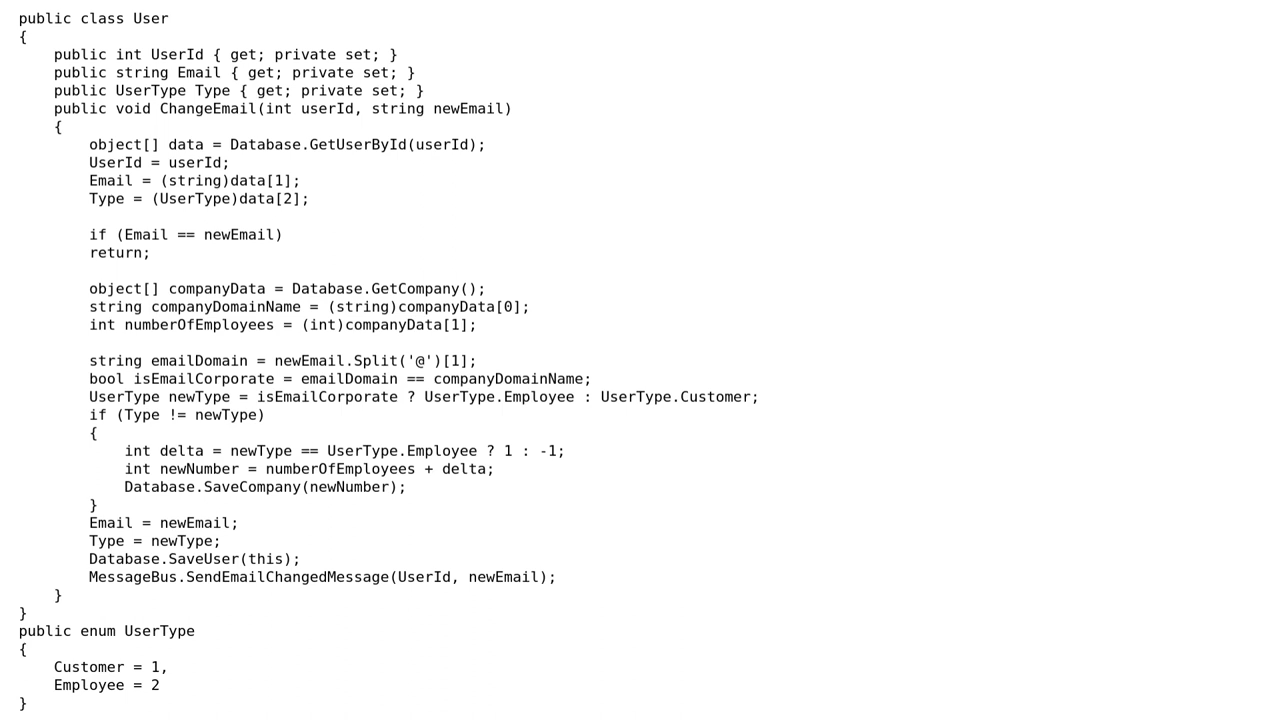 public class User
{
    public int UserId { get; private set; }
    public string Email { get; private set; }
    public UserType Type { get; private set; }
    public void ChangeEmail(int userId, string newEmail)
    {
        object[] data = Database.GetUserById(userId);
        UserId = userId;
        Email = (string)data[1];
        Type = (UserType)data[2];

        if (Email == newEmail)
        return;

        object[] companyData = Database.GetCompany();
        string companyDomainName = (string)companyData[0];
        int numberOfEmployees = (int)companyData[1];

        string emailDomain = newEmail.Split('@')[1];
        bool isEmailCorporate = emailDomain == companyDomainName;
        UserType newType = isEmailCorporate ? UserType.Employee : UserType.Customer;
        if (Type != newType)
        {
            int delta = newType == UserType.Employee ? 1 : -1;
            int newNumber = numberOfEmployees + delta;
            Database.SaveCompany(newNumber);
        }
        Email = newEmail;
        Type = newType;
        Database.SaveUser(this);
        MessageBus.SendEmailChangedMessage(UserId, newEmail);
    }
}
public enum UserType
{
    Customer = 1,
    Employee = 2
}